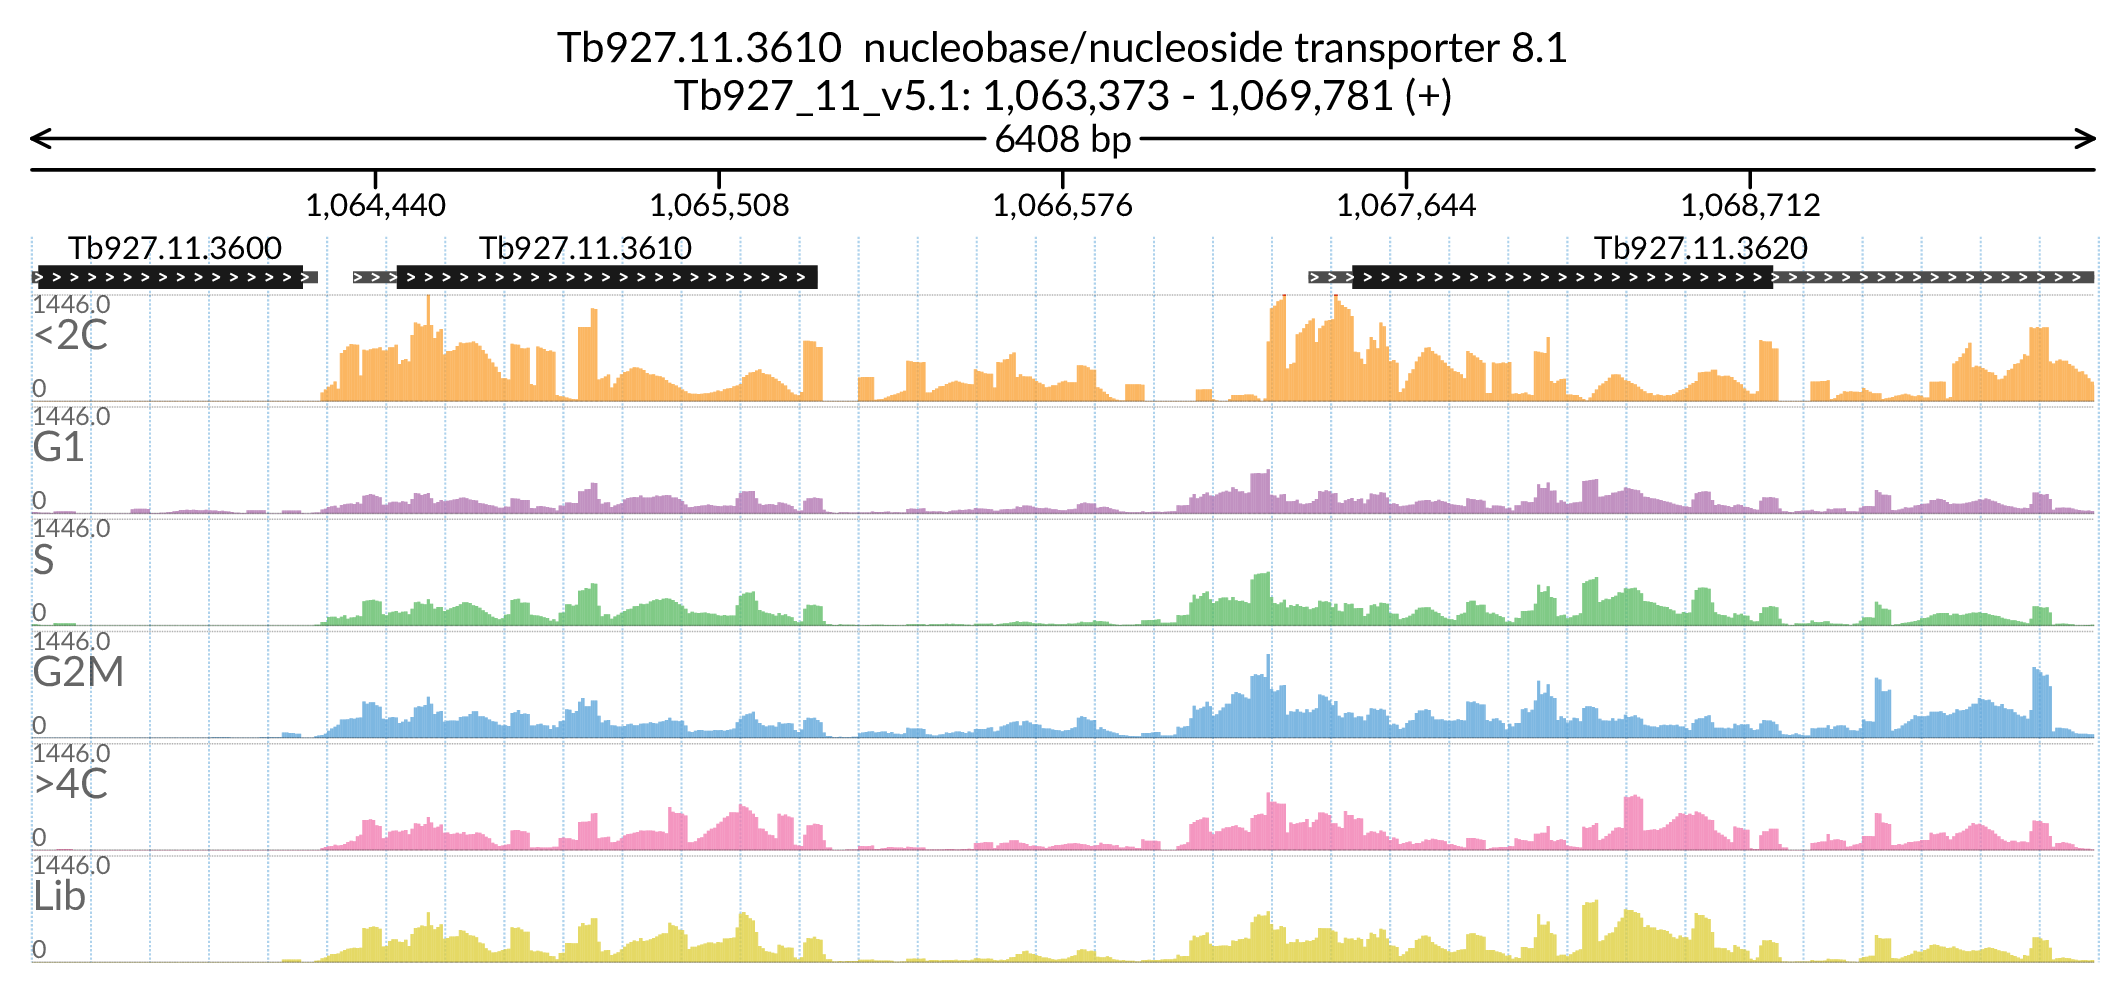 Tb927.11.3610  nucleobase/nucleoside transporter 8.1
Tb927_11_v5.1: 1,063,373 - 1,069,781 (+)
6408 bp
1,064,440 1,065,508 1,066,576 1,067,644 1,068,712
Tb927.11.3600 Tb927.11.3610 Tb927.11.3620
1446.0
<2C
0
1446.0
G1
0
1446.0
S
0
1446.0
G2M
0
1446.0
>4C
0
1446.0
Lib
0